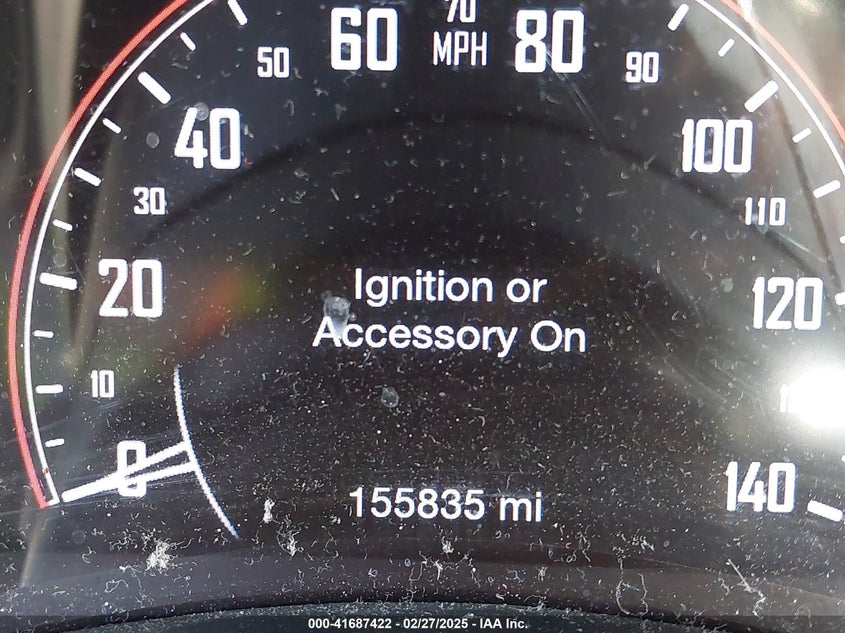 70
60 MPH 80
50 90
40 100
30 110
20 120
Ignition or
Accessory On
10
0 140
155835 mi
000-41687422 - 02/27/2025 - IAA Inc.